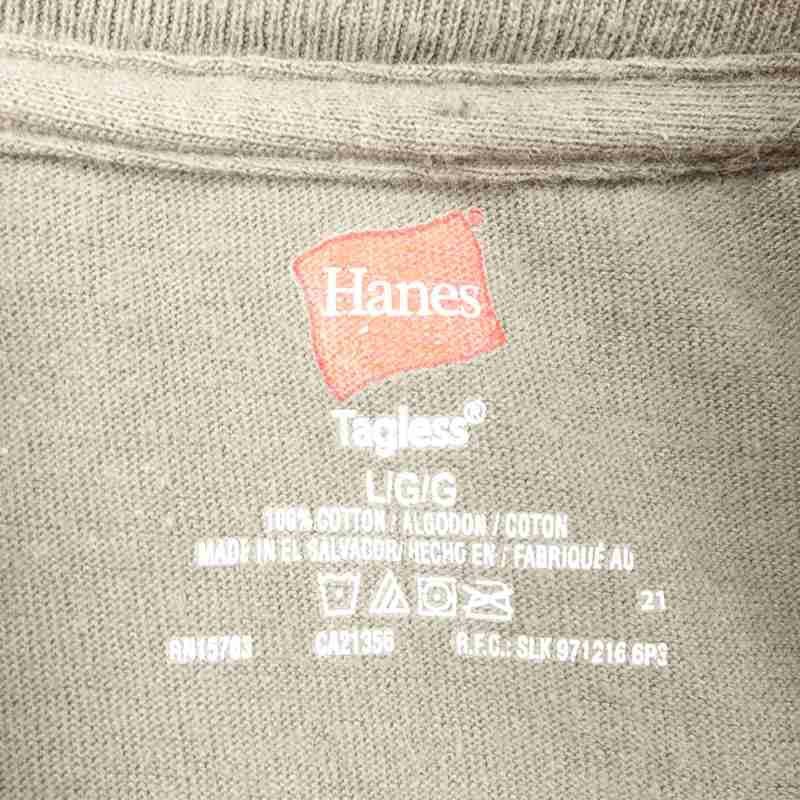 Hanes®
Tagless®
L/G/G
100% COTTON / ALGODON / COTON
MADE IN EL SALVADOR/ HECHO EN / FABRIQUÉ AU
21
RN15763 CA21356 R.F.C.: SLK 971216 6P3